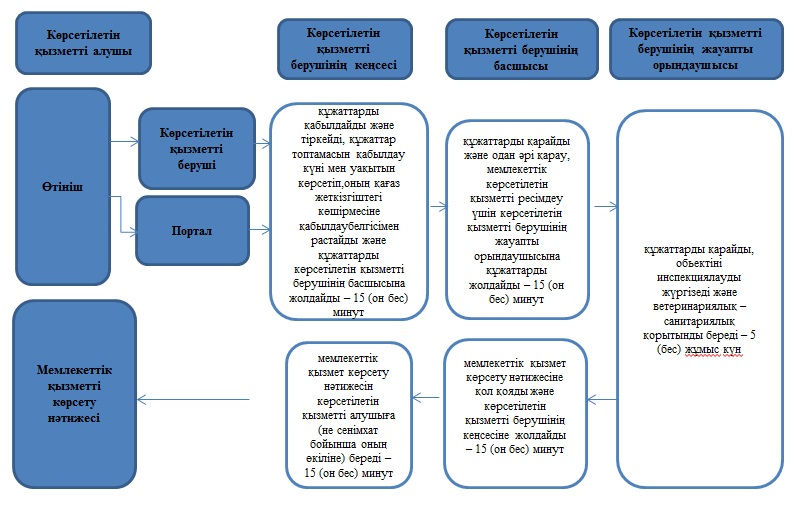 Көрсетілетін
қызметті алушы
Көрсетілетін
қызметті
берушінің кеңсесі
Көрсетілетін
қызметті берушінің
басшысы
Көрсетілетін қызметті
берушінің жауапты
орындаушысы
Өтініш
Көрсетілетін
қызметті
беруші
Портал
құжаттарды
қабылдайды және
тіркейді, құжаттар
топтамасын қабылдау
күні мен уақытын
көрсетіп,оның қағаз
жеткізгіштегі
көшірмесіне
қабылдаубелгісімен
растайды және
құжаттарды
көрсетілетін қызметті
берушінің басшысына
жолдайды – 15 (он бес)
минут
құжаттарды қарайды
және одан әрі қарау,
мемлекеттік
көрсетілетін
қызметті ресімдеу
үшін көрсетілетін
қызметті берушінің
жауапты
орындаушысына
құжаттарды
жолдайды – 15 (он
бес) минут
құжаттарды қарайды,
обьектіні
инспекциялауды
жүргізеді және
ветеринариялық –
санитариялық
қорытынды береді – 5
(бес) жұмыс күн
Мемлекеттік
қызметті
көрсету
нәтижесі
мемлекеттік
қызмет көрсету
нәтижесін
көрсетілетін
қызметті алушыға
(не сенімхат
бойынша оның
өкіліне) береді –
15 (он бес) минут
мемлекеттік қызмет
көрсету нәтижесіне
қол қояды және
көрсетілетін
қызметті берушінің
кеңсесіне жолдайды
– 15 (он бес) минут